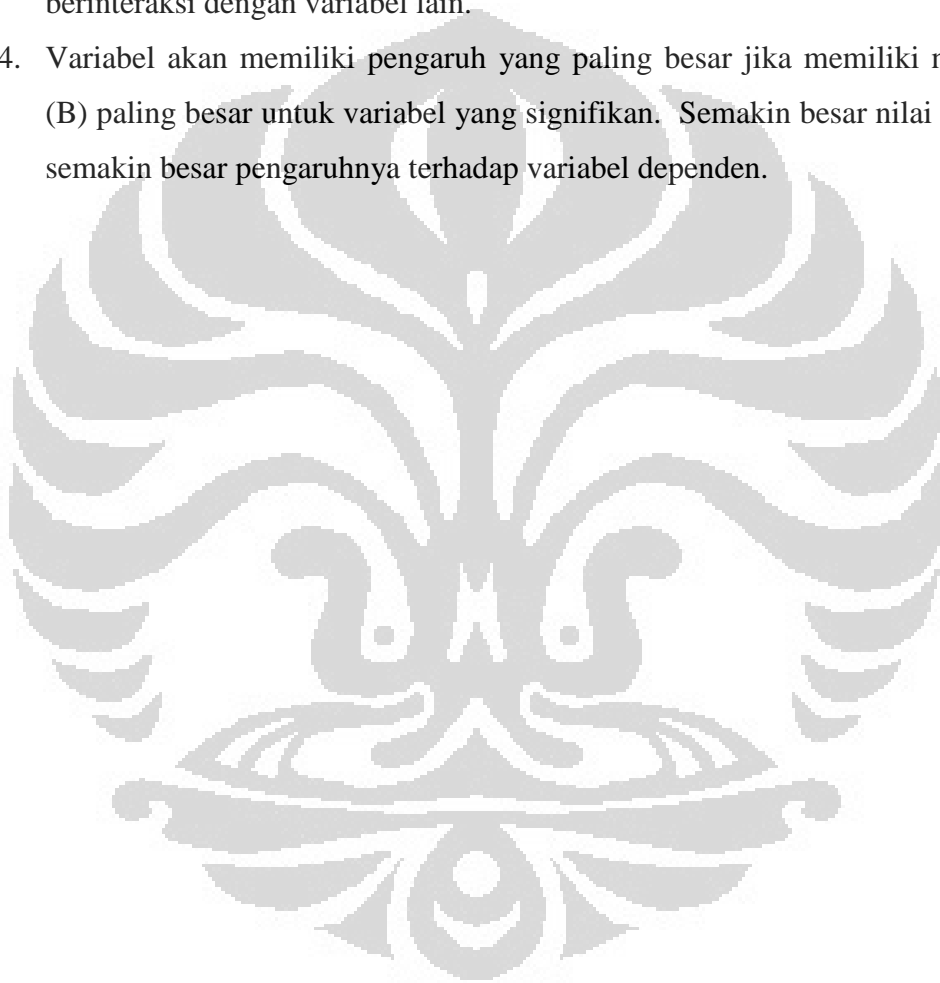 berinteraksi dengan variabel lain.
4. Variabel akan memiliki pengaruh yang paling besar jika memiliki
(B) paling besar untuk variabel yang signifikan. Semakin besar nilai
semakin besar pengaruhnya terhadap variabel dependen.